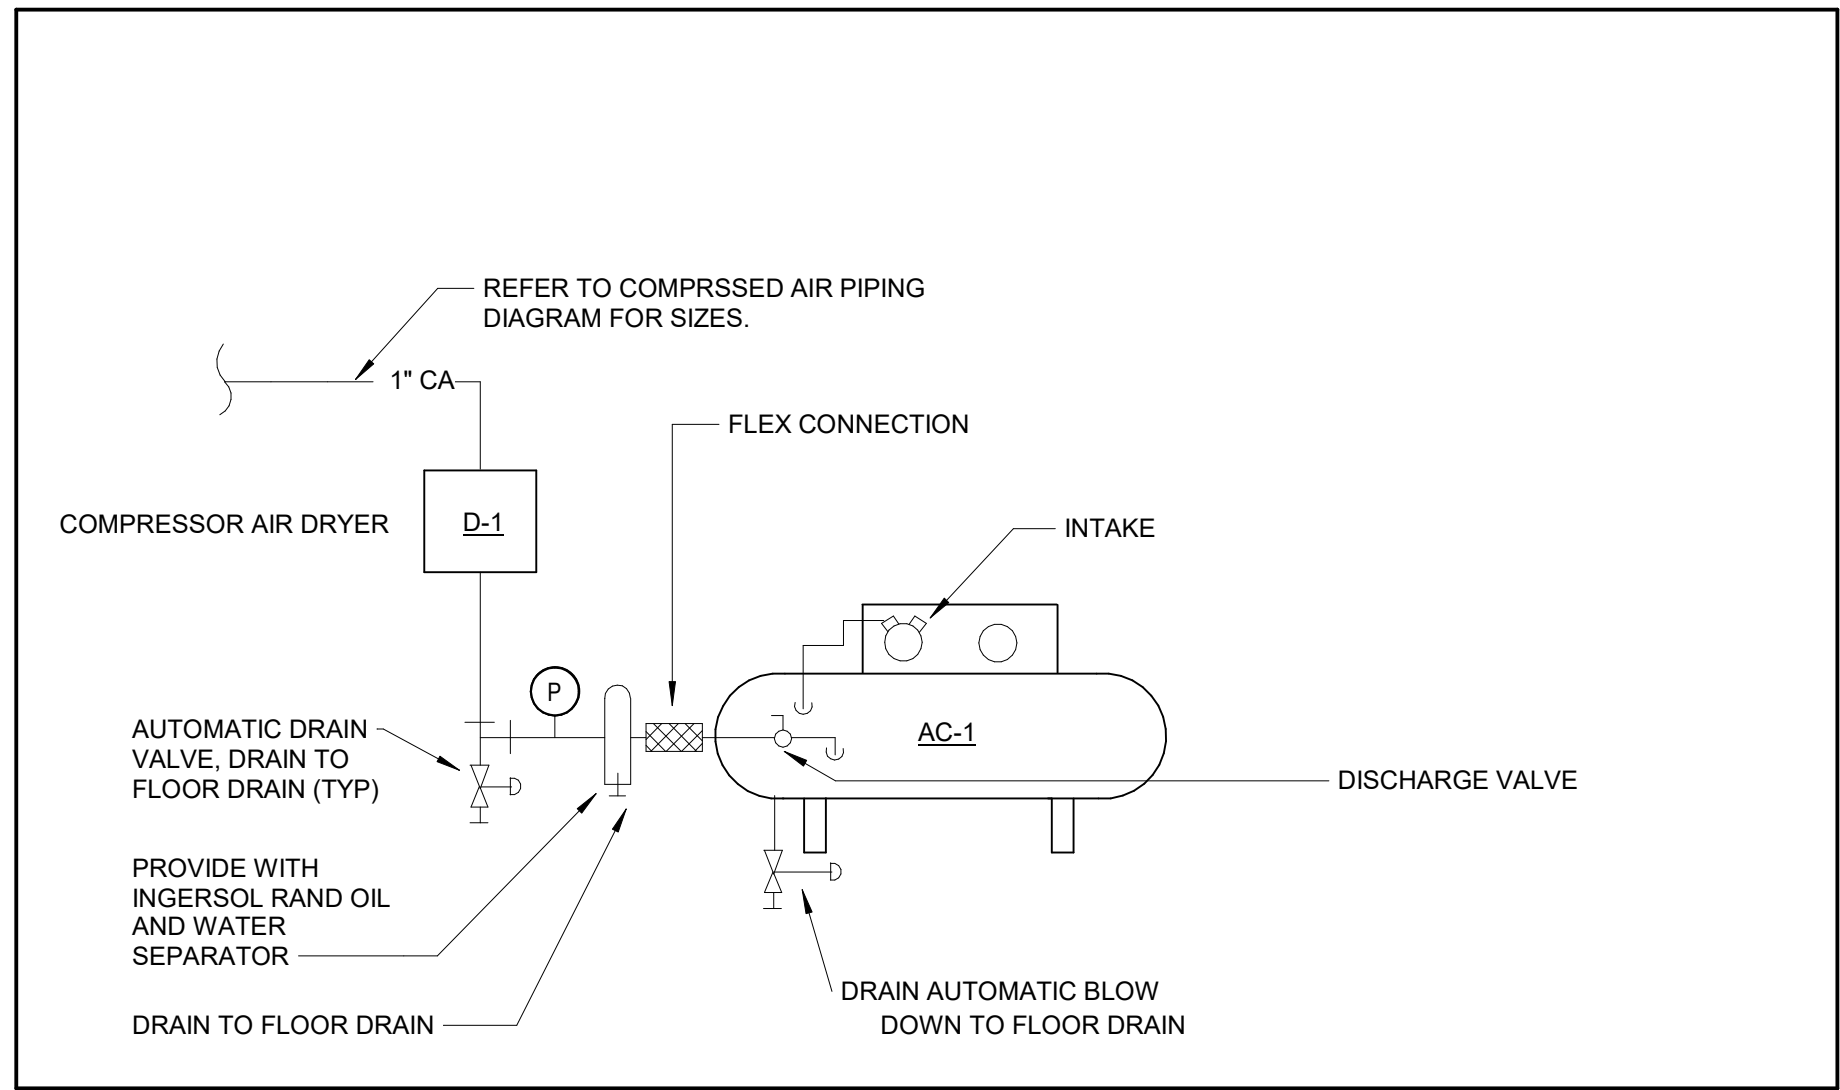 REFER TO COMPRSSED AIR PIPING
DIAGRAM FOR SIZES.
1" CA
FLEX CONNECTION
COMPRESSOR AIR DRYER
D-1
INTAKE
P
AUTOMATIC DRAIN
VALVE, DRAIN TO
FLOOR DRAIN (TYP)
AC-1
DISCHARGE VALVE
PROVIDE WITH
INGERSOL RAND OIL
AND WATER
SEPARATOR
DRAIN TO FLOOR DRAIN
DRAIN AUTOMATIC BLOW
DOWN TO FLOOR DRAIN